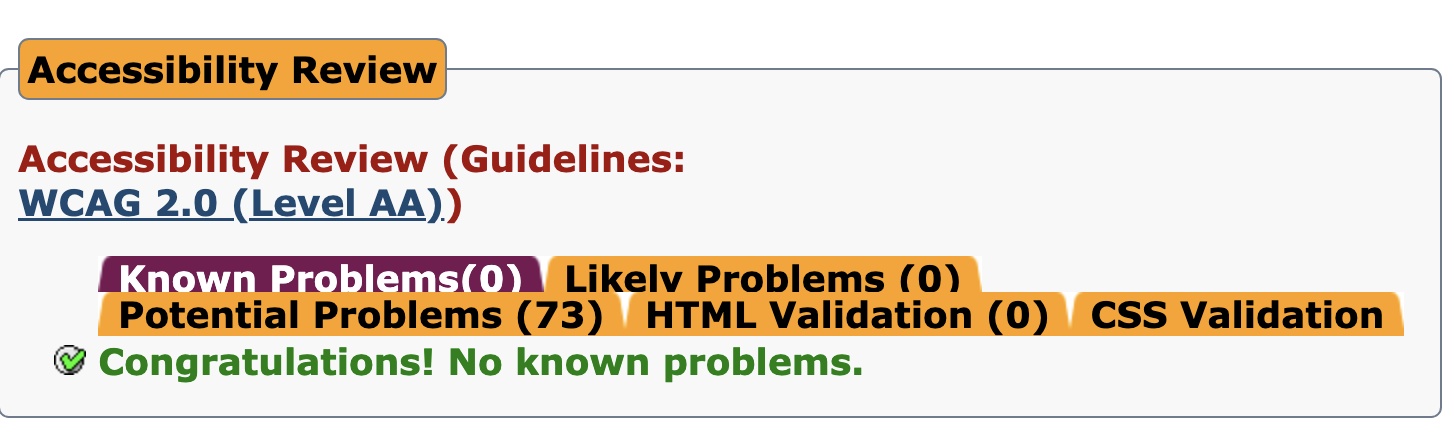 Accessibility Review
Accessibility Review (Guidelines:
WCAG 2.0 (Level AA))
Known Problems(0) Likely Problems (0)
Potential Problems (73) HTML Validation (0) CSS Validation
Congratulations! No known problems.